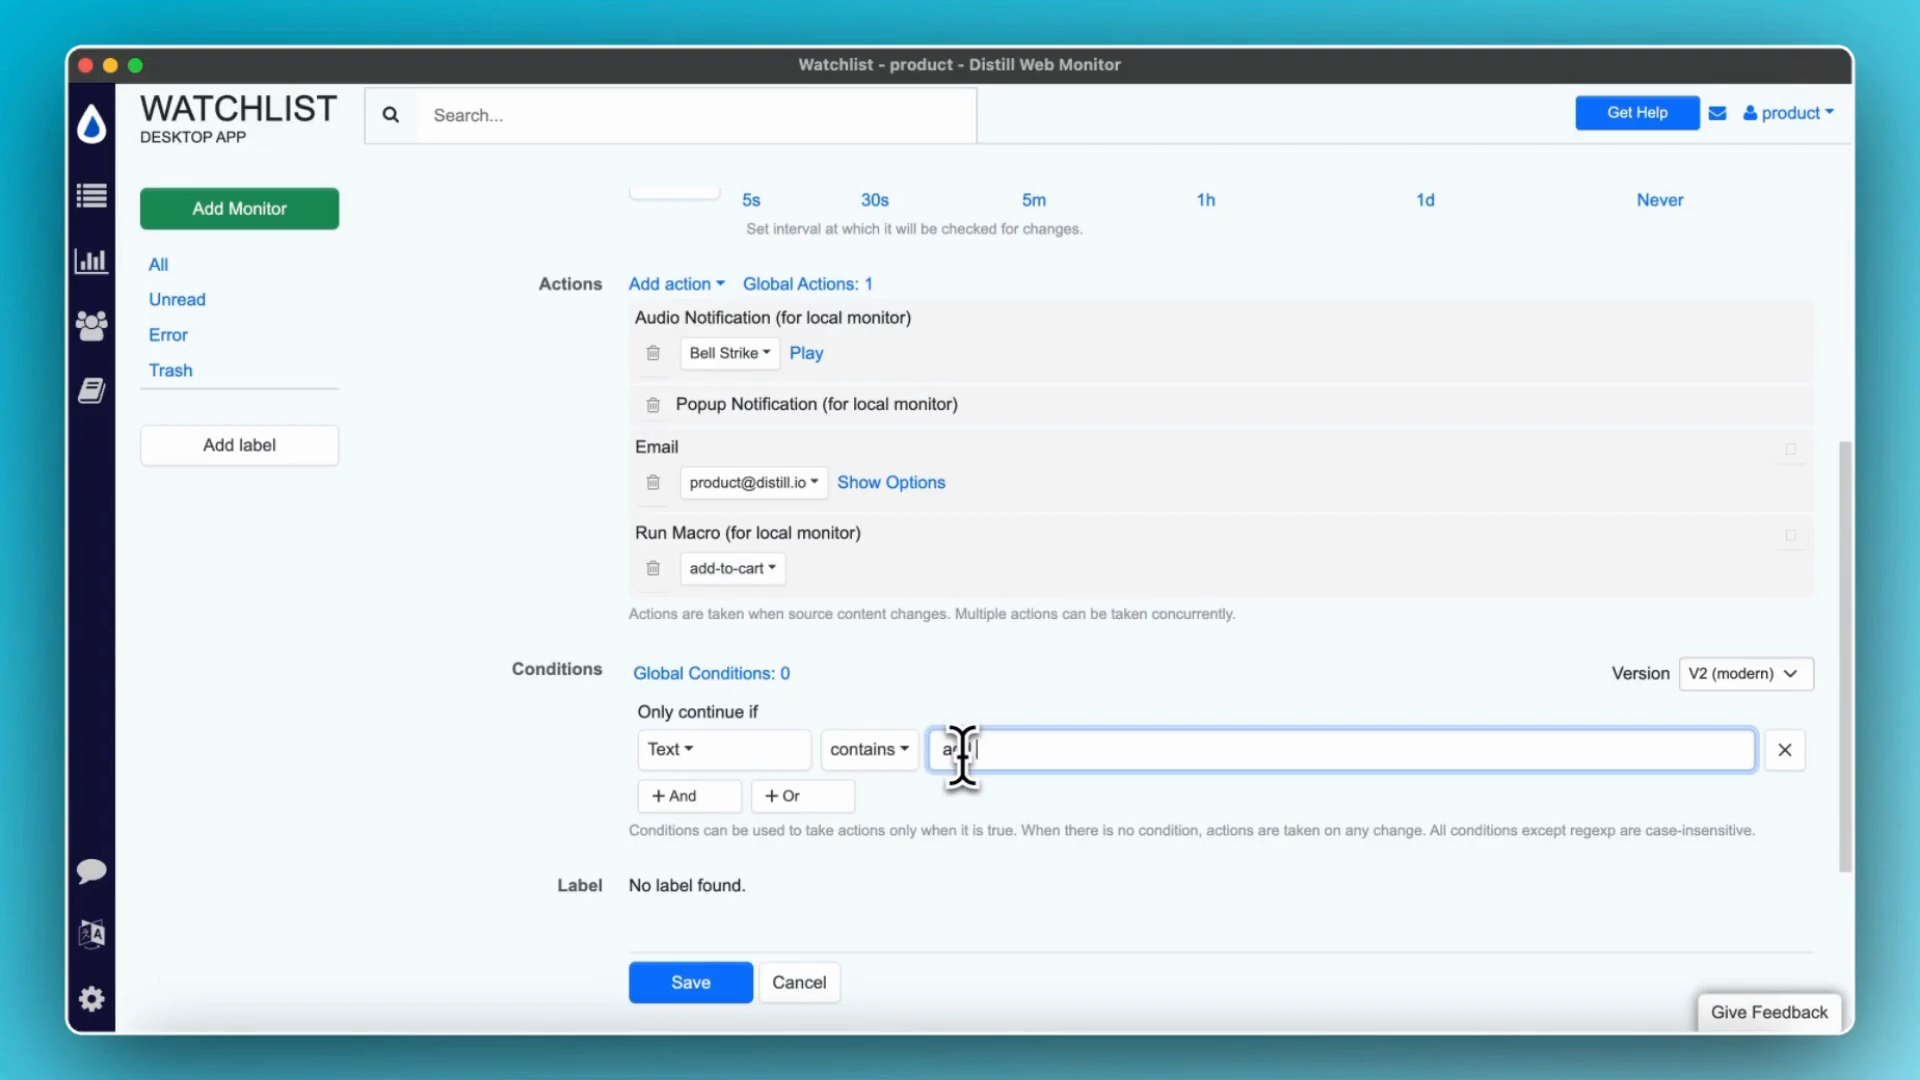 Watchlist - product - Distill Web Monitor
WATCHLIST
DESKTOP APP
Search...
Get Help
product
Add Monitor
All
Unread
Error
Trash
Add label
5s 30s 5m 1h 1d Never
Set interval at which it will be checked for changes.
Actions Add action Global Actions: 1
Audio Notification (for local monitor)
Bell Strike Play
Popup Notification (for local monitor)
Email
product@distill.io Show Options
Run Macro (for local monitor)
add-to-cart
Actions are taken when source content changes. Multiple actions can be taken concurrently.
Conditions Global Conditions: 0 Version V2 (modern)
Only continue if
Text contains
+ And + Or
Conditions can be used to take actions only when it is true. When there is no condition, actions are taken on any change. All conditions except regexp are case-insensitive.
Label No label found.
Save Cancel
Give Feedback